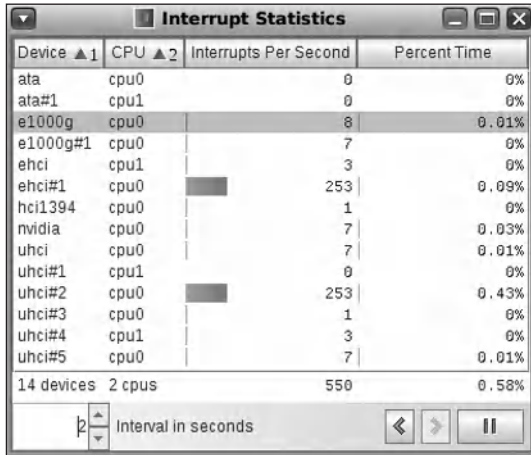 Interrupt Statistics
Device ▲1 CPU ▲2 Interrupts Per Second Percent Time
ata cpu0 0 0%
ata#1 cpu1 0 0%
e1000g cpu0 8 0.01%
e1000g#1 cpu0 7 0%
ehci cpu1 3 0%
ehci#1 cpu0 253 0.09%
hci1394 cpu0 1 0%
nvidia cpu0 7 0.03%
uhci cpu0 7 0.01%
uhci#1 cpu1 0 0%
uhci#2 cpu0 253 0.43%
uhci#3 cpu0 1 0%
uhci#4 cpu1 3 0%
uhci#5 cpu0 7 0.01%
14 devices 2 cpus 550 0.58%
2 Interval in seconds